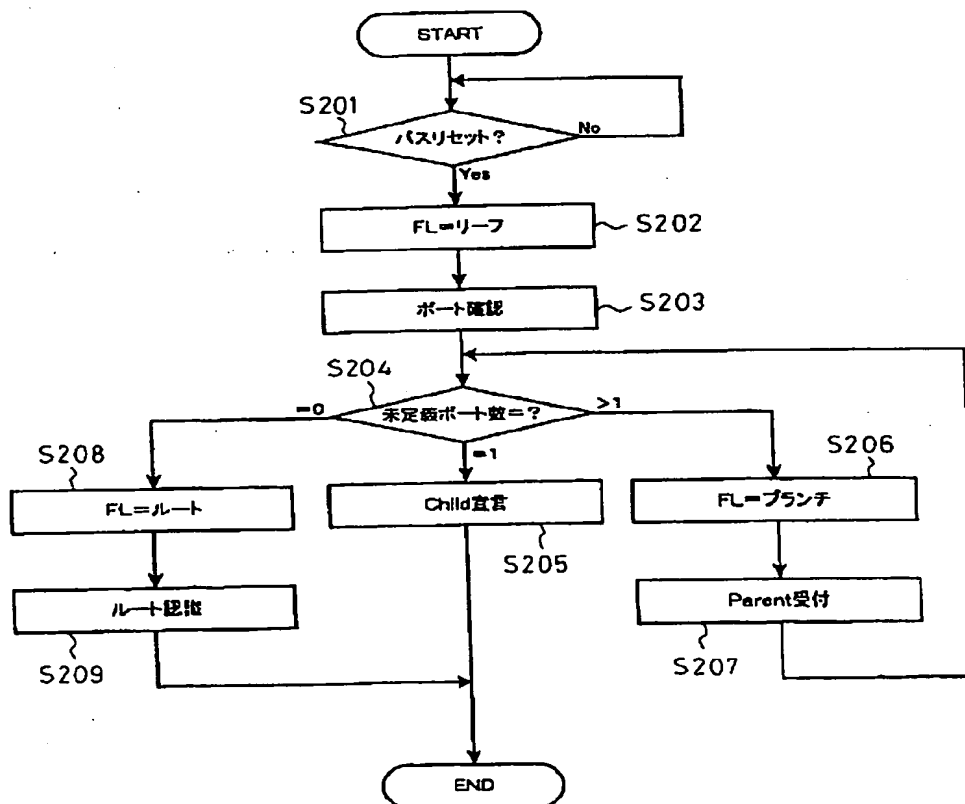 START
S201
バスリセット？
No
Yes
FL=リーフ
S202
ポート確認
S203
S204
=0
未定義ポート数=？
>1
=1
S208
FL=ルート
Child宣言
S205
S206
FL=ブランチ
ルート認識
S209
Parent受付
S207
END